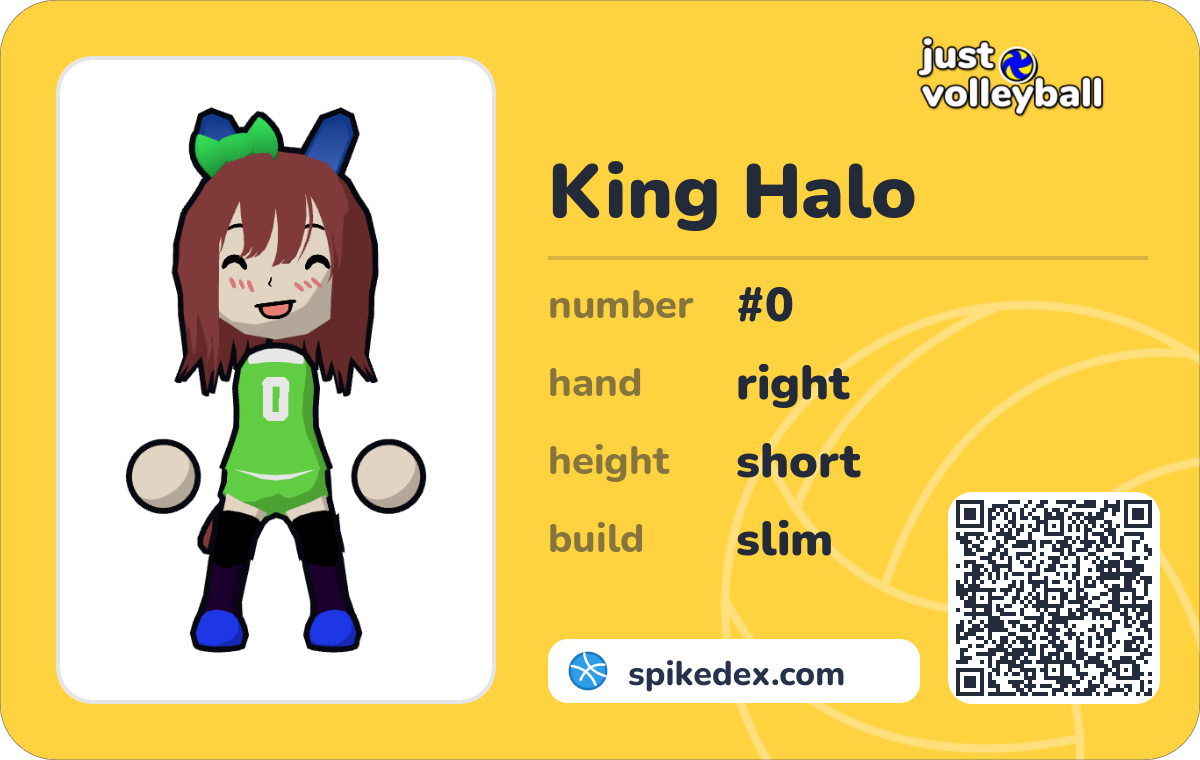 just
volleyball
King Halo
number #0
hand right
height short
build slim
0
spikedex.com